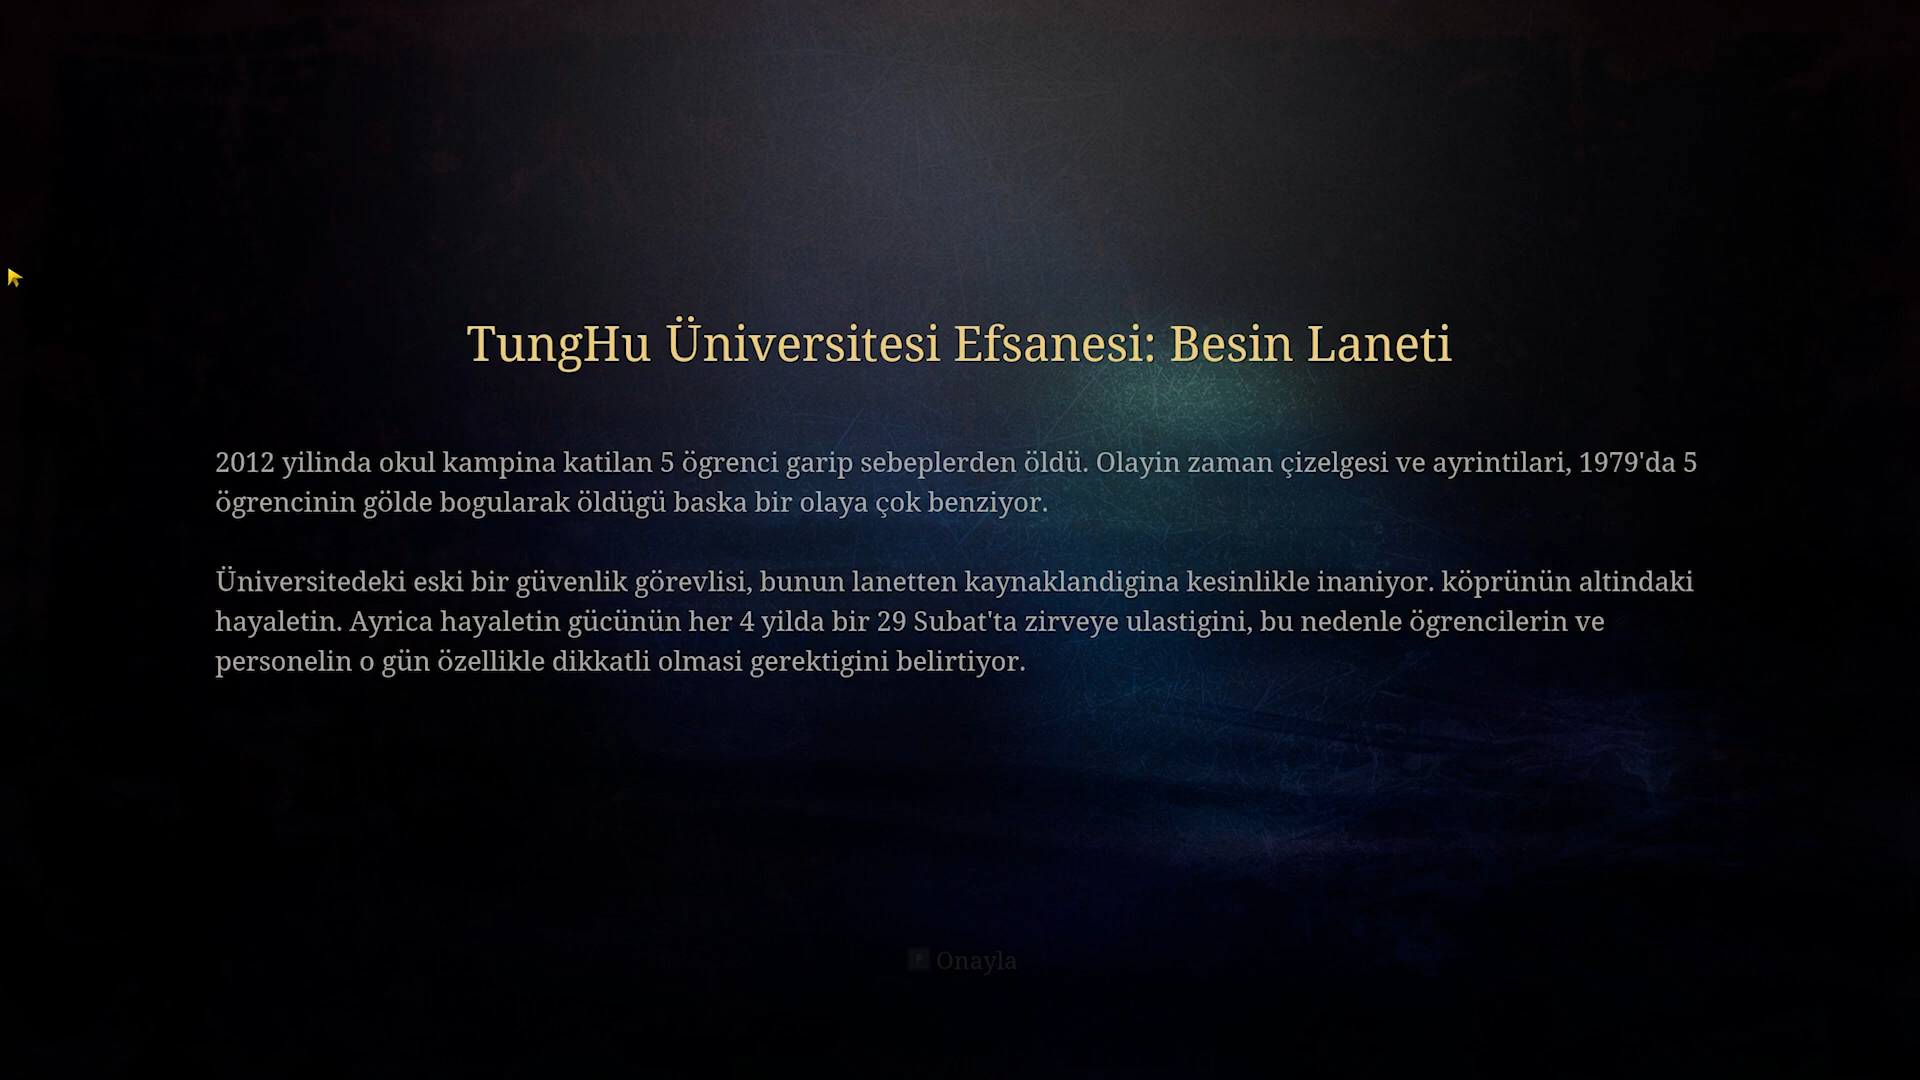 TungHu Üniversitesi Efsanesi: Besin Laneti
2012 yilinda okul kampina katilan 5 ögrenci garip sebeplerden öldü. Olayin zaman çizelgesi ve ayrintilari, 1979'da 5
ögrencinin gölde bogularak öldügü baska bir olaya çok benziyor.
Üniversitedeki eski bir güvenlik görevlisi, bunun lanetten kaynaklandigina kesinlikle inaniyor. köprünün altindaki
hayaletin. Ayrica hayaletin gücünün her 4 yilda bir 29 Subat'ta zirveye ulastigini, bu nedenle ögrencilerin ve
personelin o gün özellikle dikkatli olmasi gerektigini belirtiyor.
F Onayla